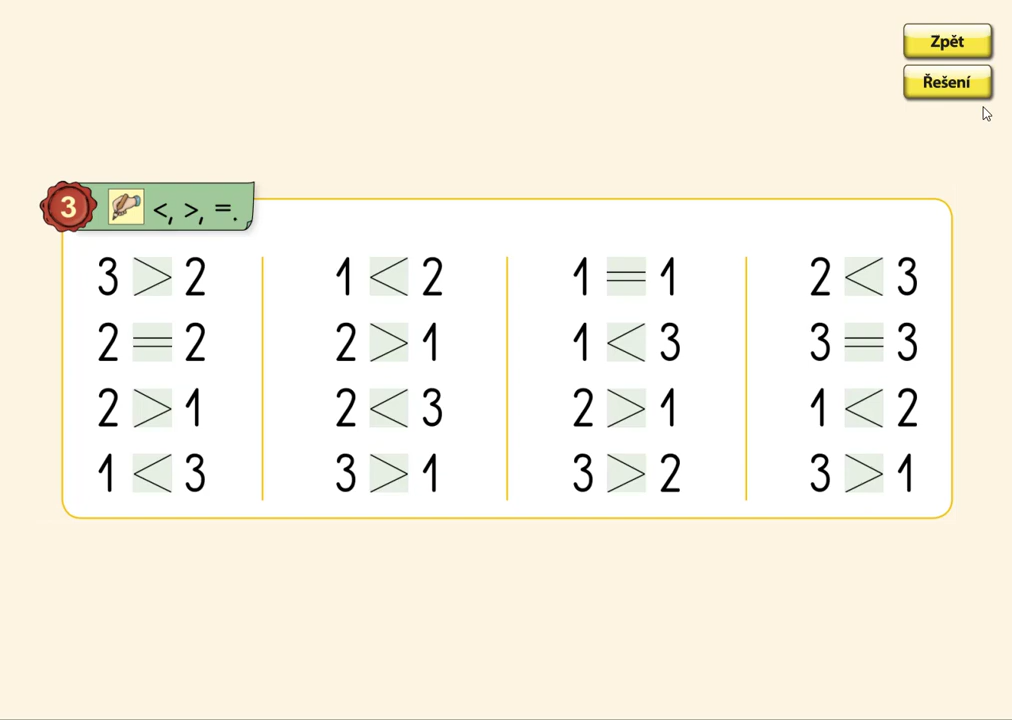 Zpět
Řešení
3 <, >, =.
3 > 2 1 < 2 1 = 1 2 < 3
2 = 2 2 > 1 1 < 3 3 = 3
2 > 1 2 < 3 2 > 1 1 < 2
1 < 3 3 > 1 3 > 2 3 > 1